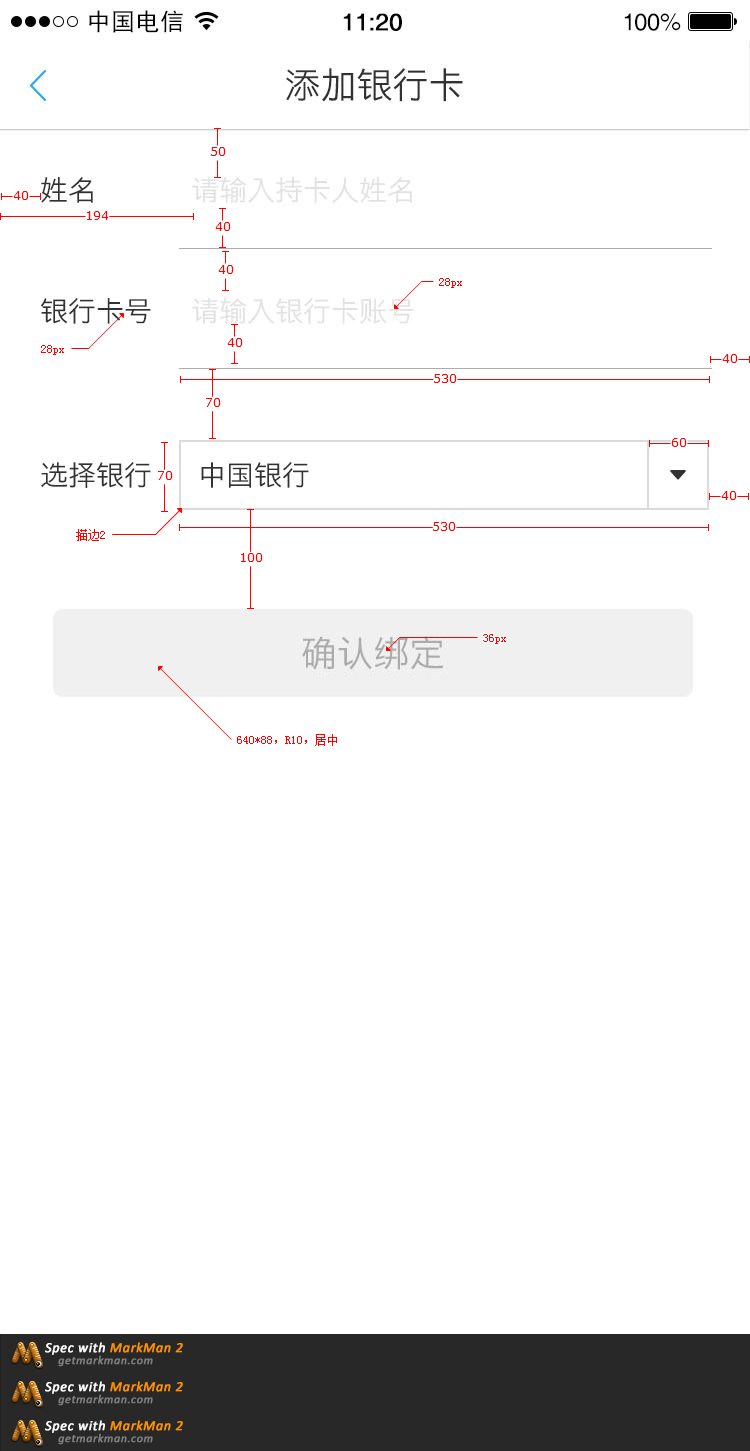 中国电信 11:20 100%
添加银行卡
50
姓名 请输入持卡人姓名
40
194
40
40
28px
银行卡号 请输入银行卡账号
28px
40
40
530
70
60
选择银行 70 中国银行
40
530
描边2
100
36px
确认绑定
640*88，R10，居中
Spec with MarkMan 2
getmarkman.com
Spec with MarkMan 2
getmarkman.com
Spec with MarkMan 2
getmarkman.com